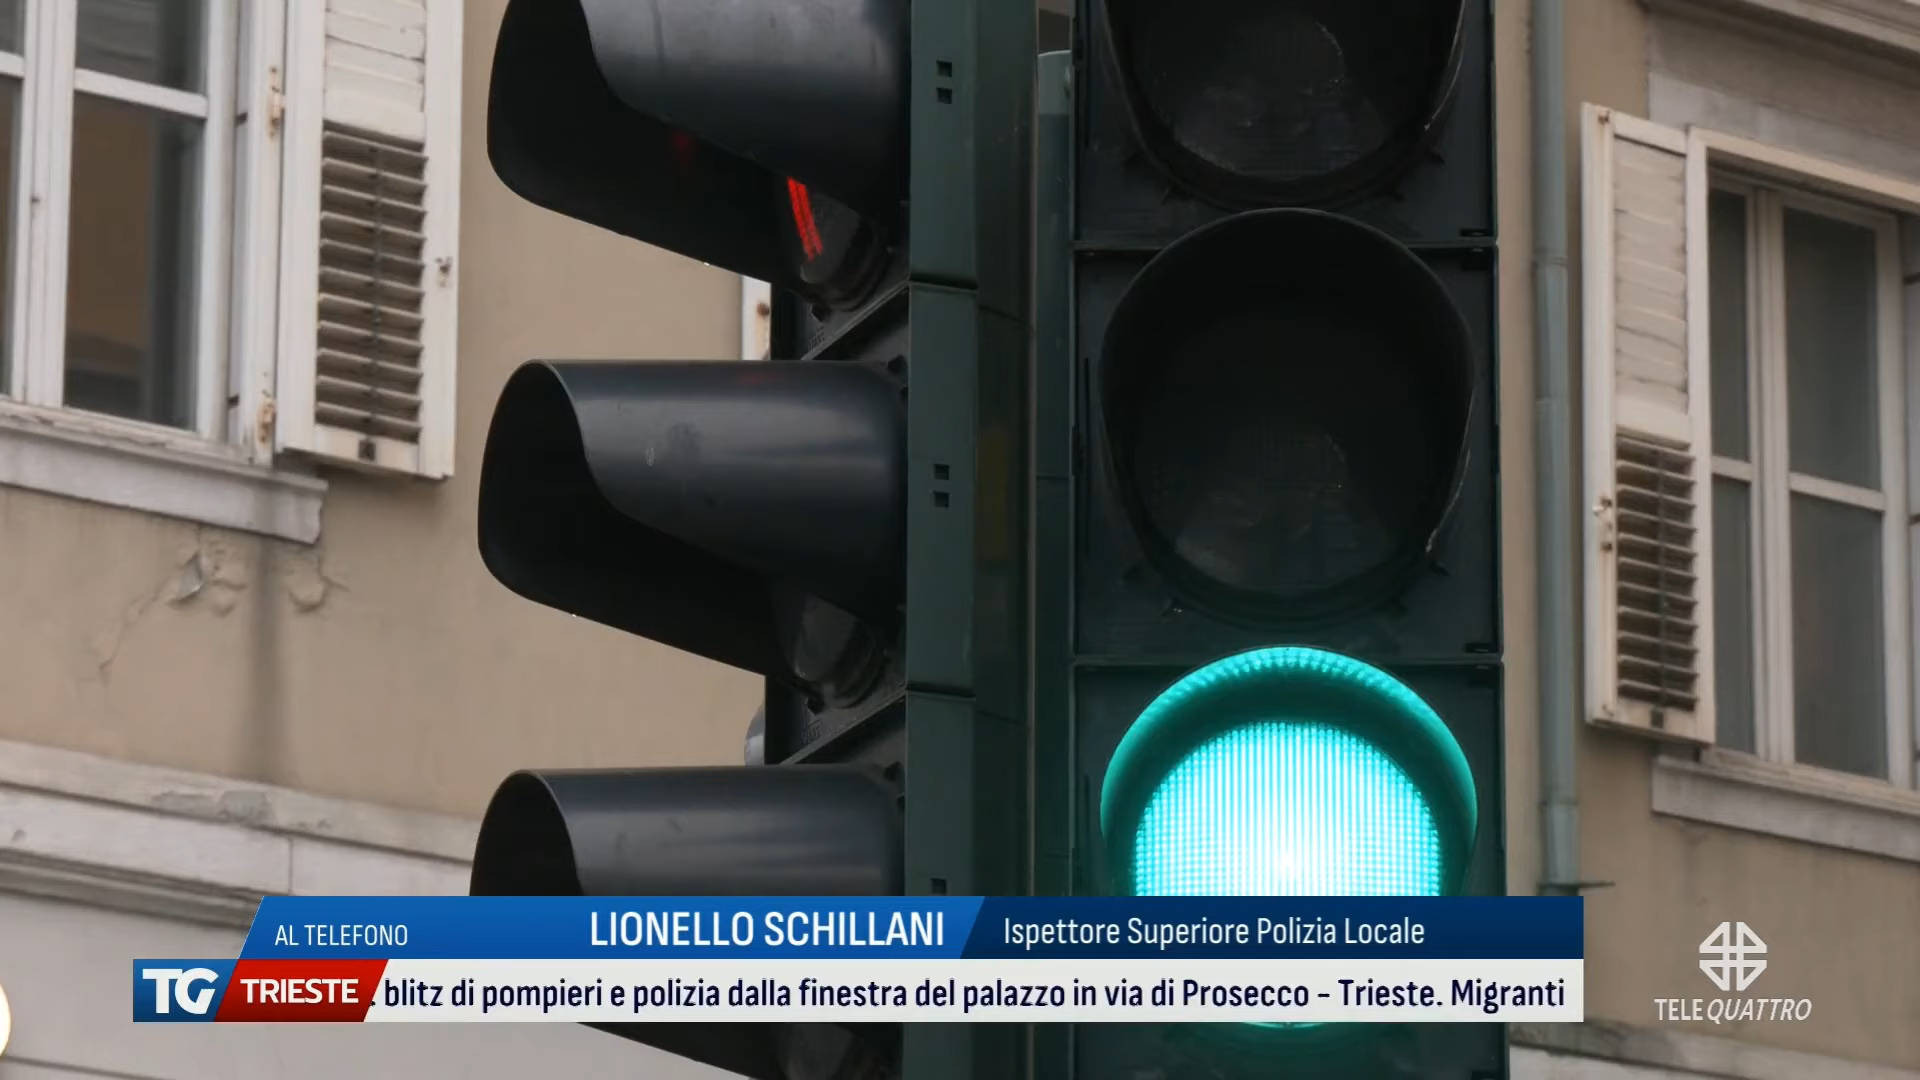 AL TELEFONO
LIONELLO SCHILLANI
Ispettore Superiore Polizia Locale
TG TRIESTE
. blitz di pompieri e polizia dalla finestra del palazzo in via di Prosecco - Trieste. Migranti
TELEQUATTRO